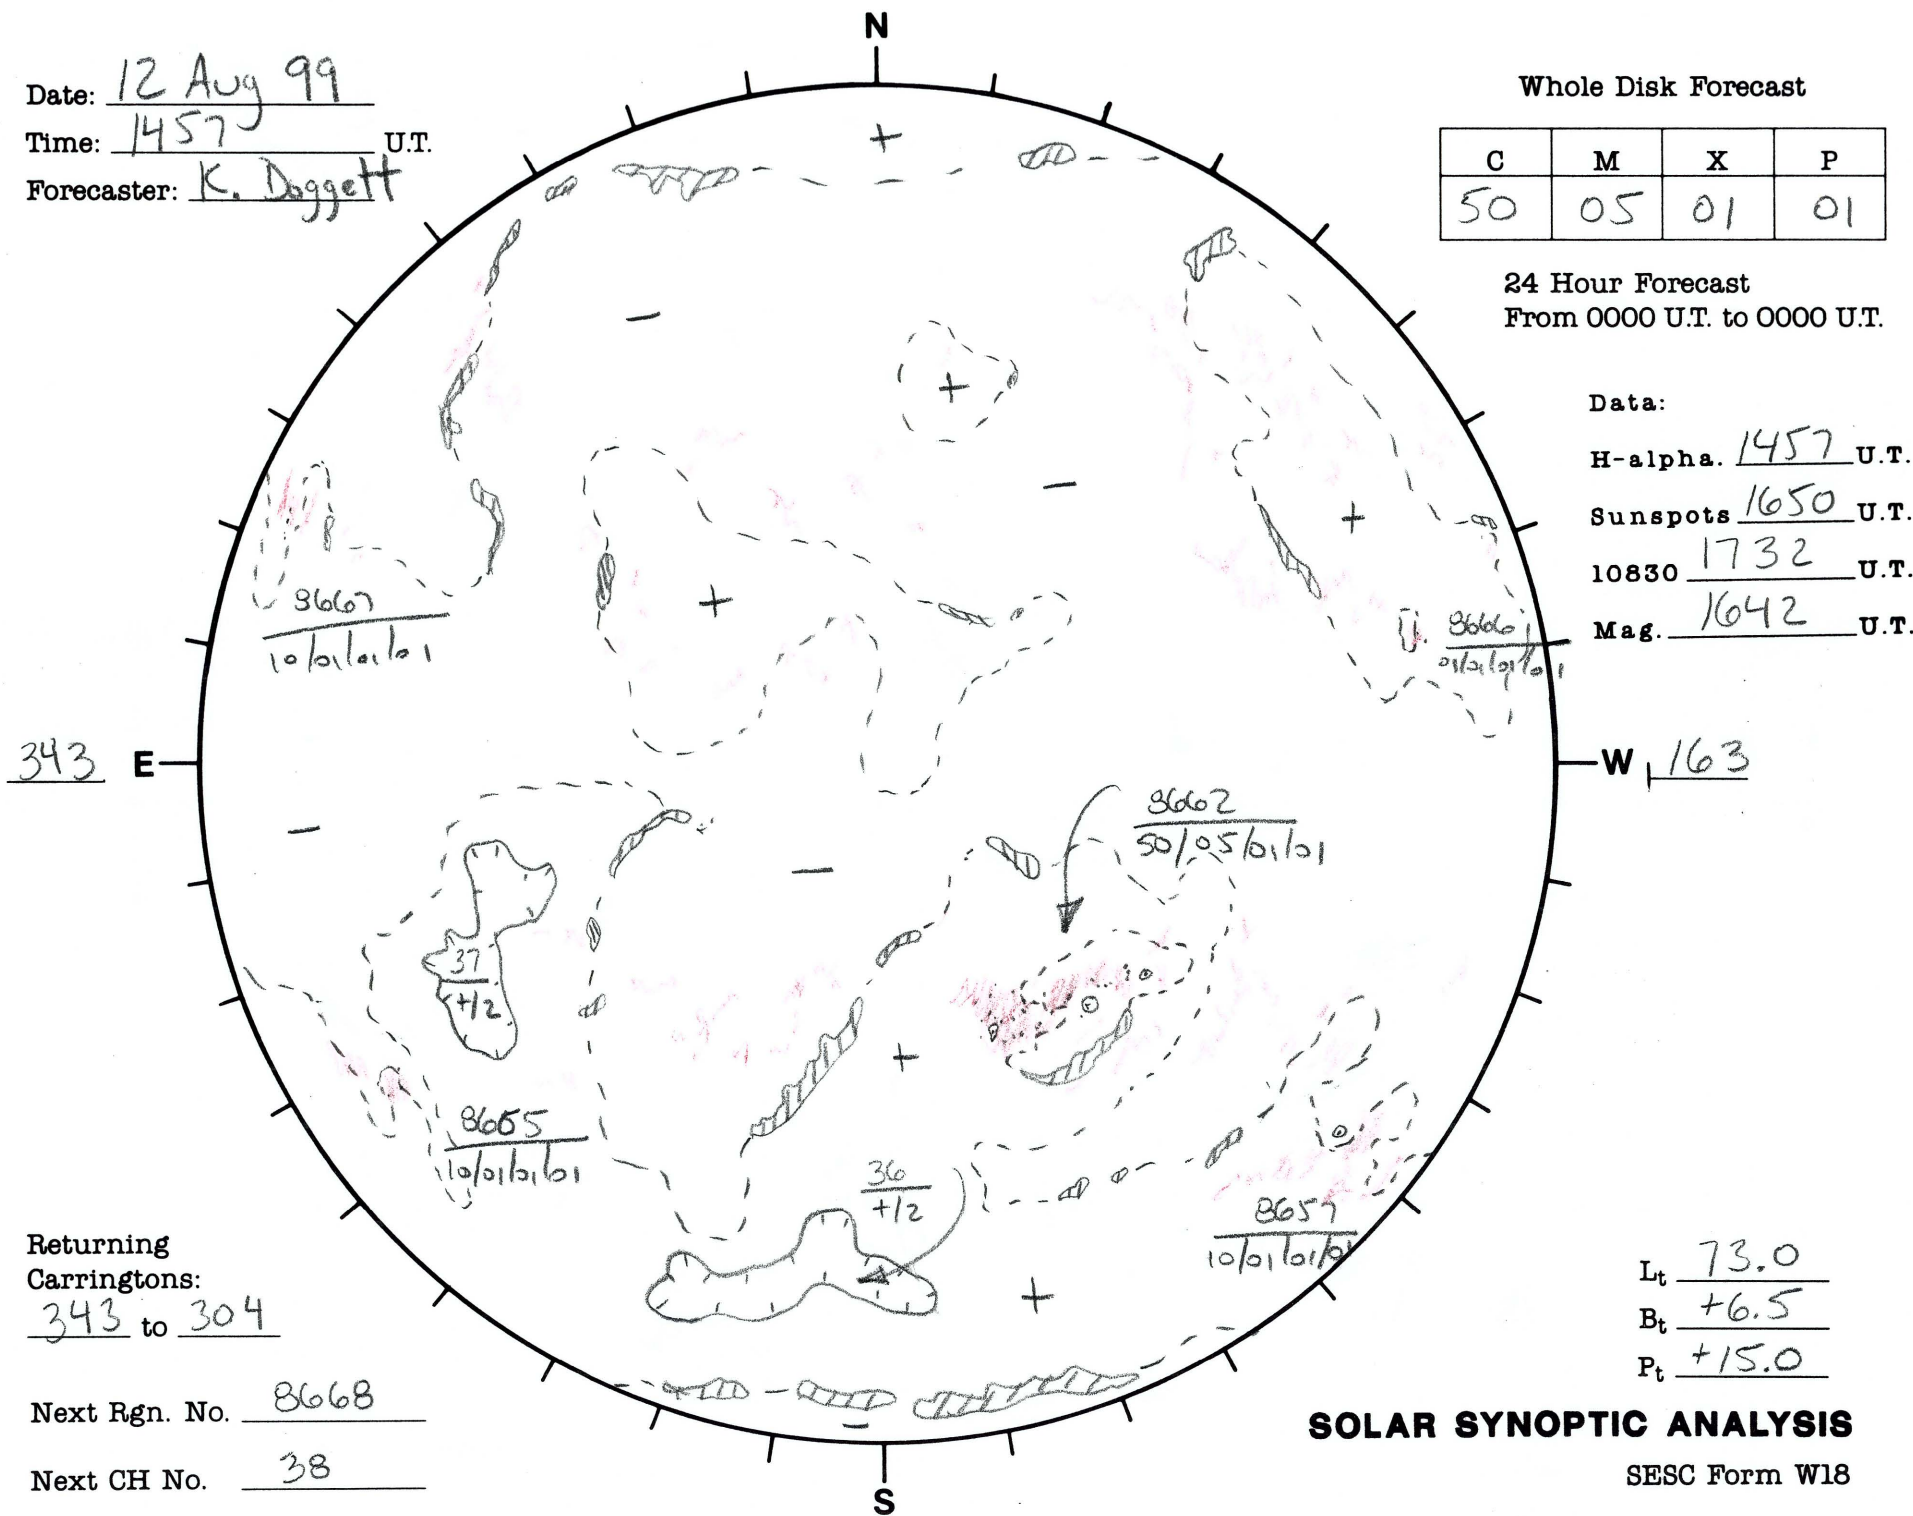 N
Date: 12 Aug 99
Time: 1457 U.T.
Forecaster: K. Doggett
Whole Disk Forecast
C M X P
50 05 01 01
24 Hour Forecast
From 0000 U.T. to 0000 U.T.
Data:
H-alpha. 1457 U.T.
Sunspots 1650 U.T.
10830 1732 U.T.
Mag. 1642 U.T.
8667
10/01/01/01
8666
01/01/01/01
343 E
W 163
8662
50/05/01/01
37
+/2
8665
10/01/01/01
36
+/2
8657
10/01/01/01
Returning
Carringtons:
343 to 304
Next Rgn. No. 8668
Next CH No. 38
Lt 73.0
Bt +6.5
Pt +15.0
SOLAR SYNOPTIC ANALYSIS
SESC Form W18
S